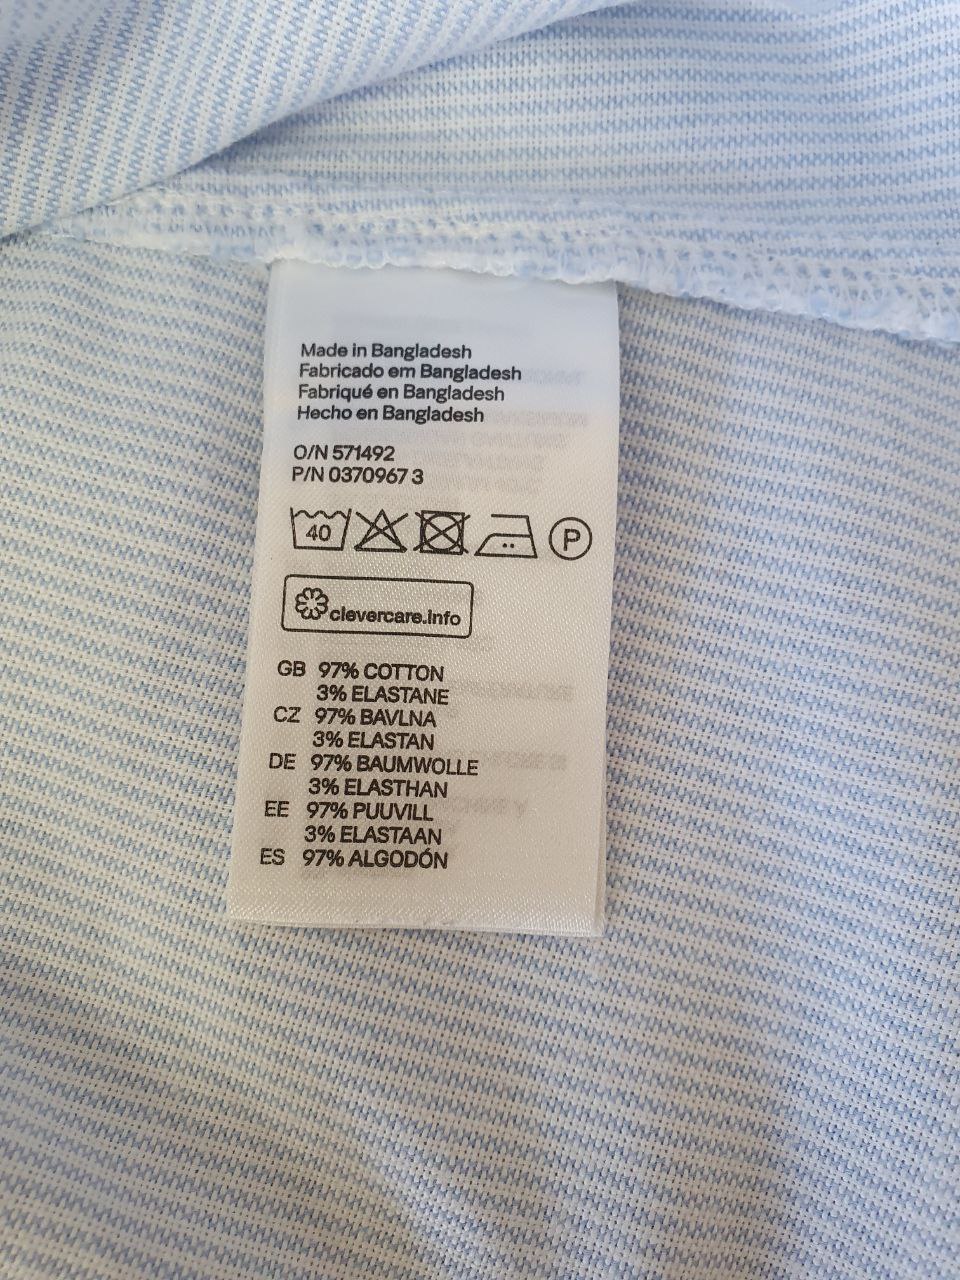 Made in Bangladesh
Fabricado em Bangladesh
Fabriqué en Bangladesh
Hecho en Bangladesh
O/N 571492
P/N 0370967 3
40
P
clevercare.info
GB 97% COTTON
3% ELASTANE
CZ 97% BAVLNA
3% ELASTAN
DE 97% BAUMWOLLE
3% ELASTHAN
EE 97% PUUVILL
3% ELASTAAN
ES 97% ALGODÓN